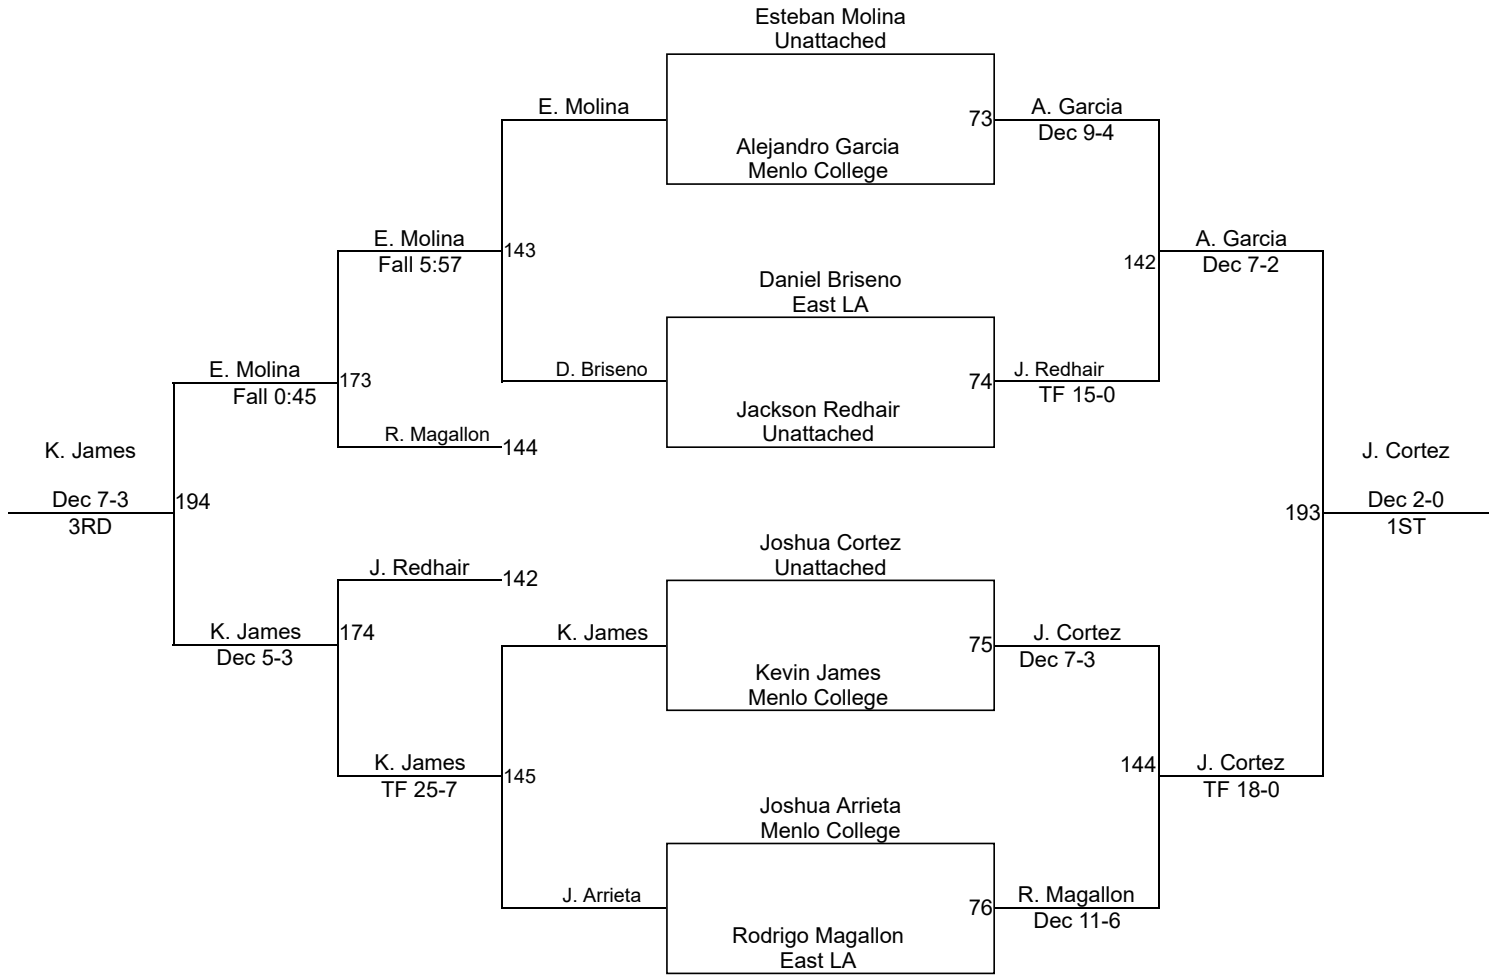 Esteban Molina
Unattached
E. Molina
73
A. Garcia
Dec 9-4
Alejandro Garcia
Menlo College
E. Molina
Fall 5:57
143
142
A. Garcia
Dec 7-2
Daniel Briseno
East LA
E. Molina
Fall 0:45
173
D. Briseno
74
J. Redhair
TF 15-0
Jackson Redhair
Unattached
R. Magallon
144
K. James
Dec 7-3
3RD
194
J. Cortez
193
Dec 2-0
1ST
Joshua Cortez
Unattached
J. Redhair
142
K. James
Dec 5-3
174
K. James
75
J. Cortez
Dec 7-3
Kevin James
Menlo College
K. James
TF 25-7
145
144
J. Cortez
TF 18-0
Joshua Arrieta
Menlo College
J. Arrieta
76
R. Magallon
Dec 11-6
Rodrigo Magallon
East LA